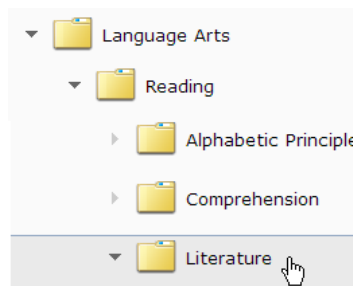 Language Arts
Reading
Alphabetic Principle
Comprehension
Literature